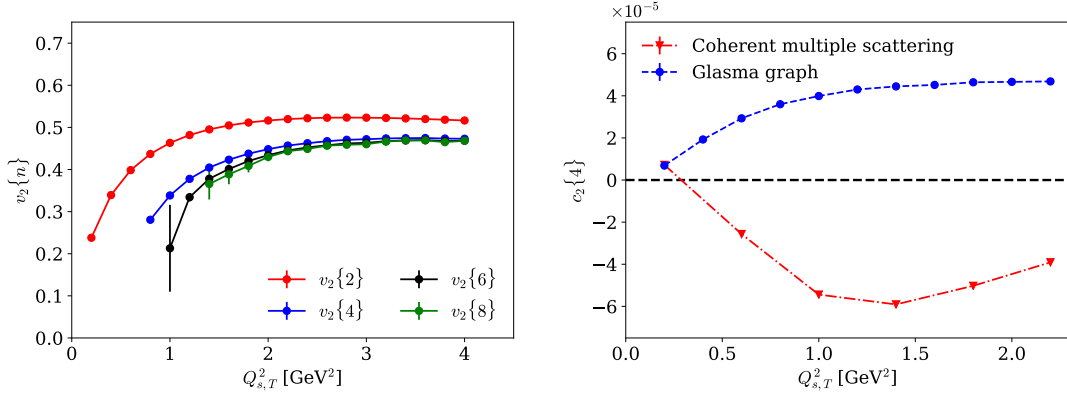 0.7
0.6
0.5
0.4
0.3
0.2
0.1
0.0
v₂{n}
v₂{2}
v₂{4}
v₂{6}
v₂{8}
0
1
2
3
4
Q²ₛ,T [GeV²]
×10⁻⁵
6
4
2
0
−2
−4
−6
c₂{4}
Coherent multiple scattering
Glasma graph
0.0
0.5
1.0
1.5
2.0
Q²ₛ,T [GeV²]